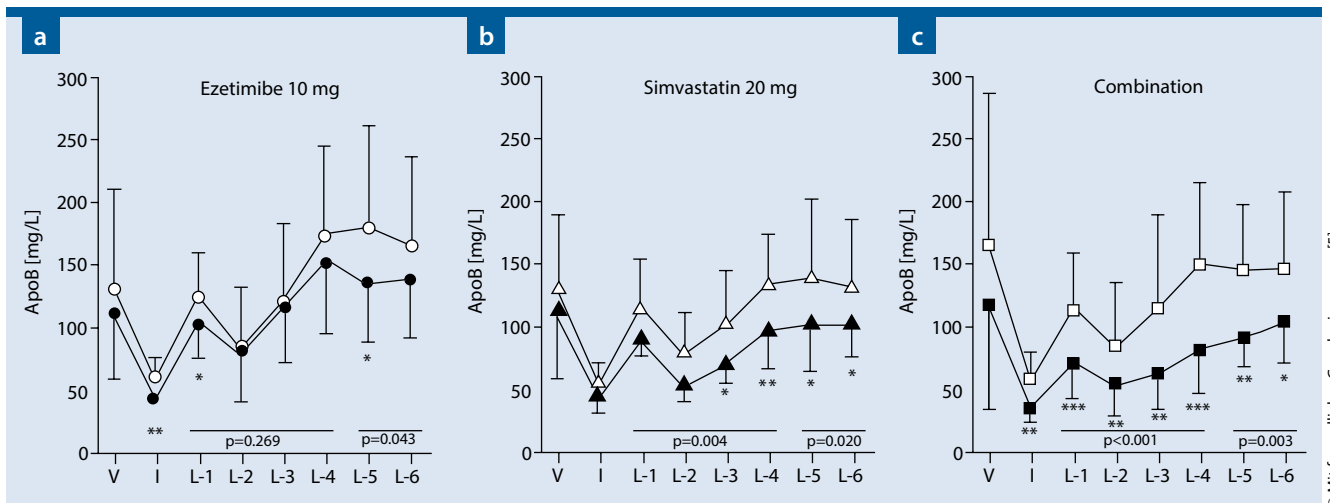 a
Ezetimibe 10 mg
ApoB [mg/L]
300
250
200
150
100
50
0
*
**
*
p=0.269
p=0.043
V I L-1 L-2 L-3 L-4 L-5 L-6
b
Simvastatin 20 mg
ApoB [mg/L]
300
250
200
150
100
50
0
*
**
*
*
p=0.004
p=0.020
V I L-1 L-2 L-3 L-4 L-5 L-6
c
Combination
ApoB [mg/L]
300
250
200
150
100
50
0
**
***
**
**
***
**
*
p<0.001
p=0.003
V I L-1 L-2 L-3 L-4 L-5 L-6
[5]